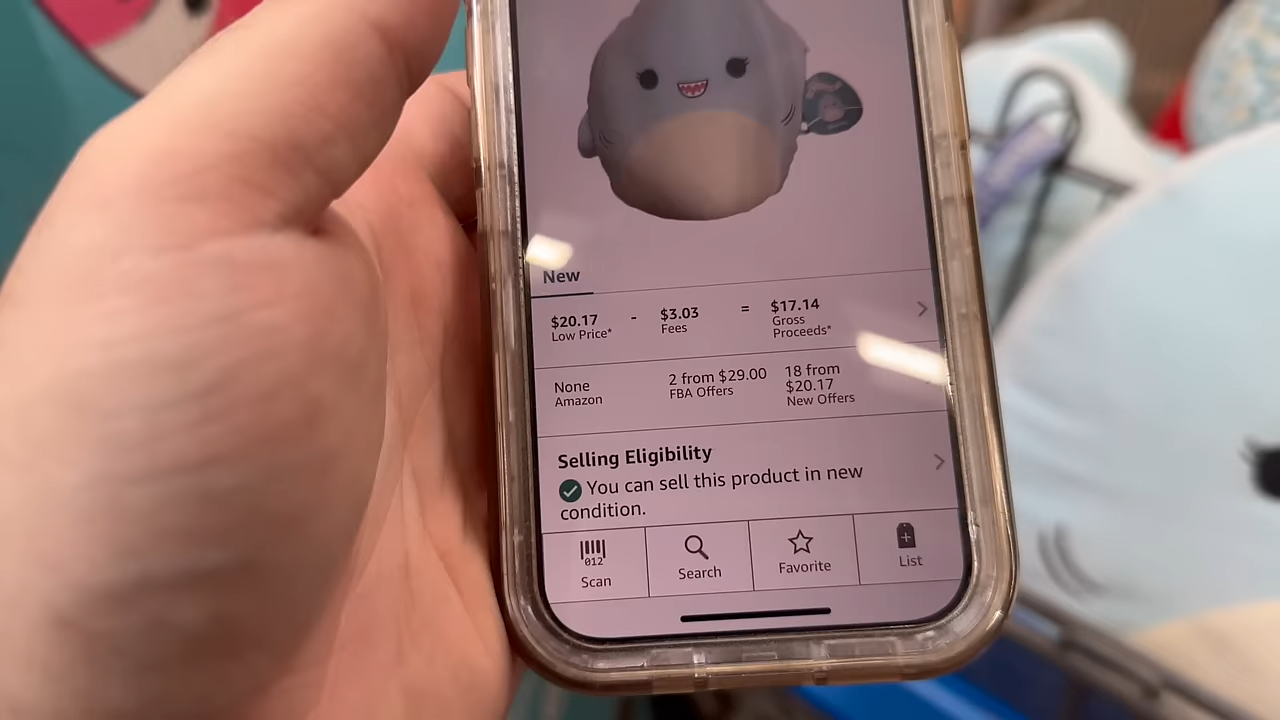 New
$20.17 - $3.03 = $17.14
Low Price* Fees Gross Proceeds*
None 2 from $29.00 18 from $20.17
Amazon FBA Offers New Offers
Selling Eligibility
You can sell this product in new
condition.
012
Scan Search Favorite List